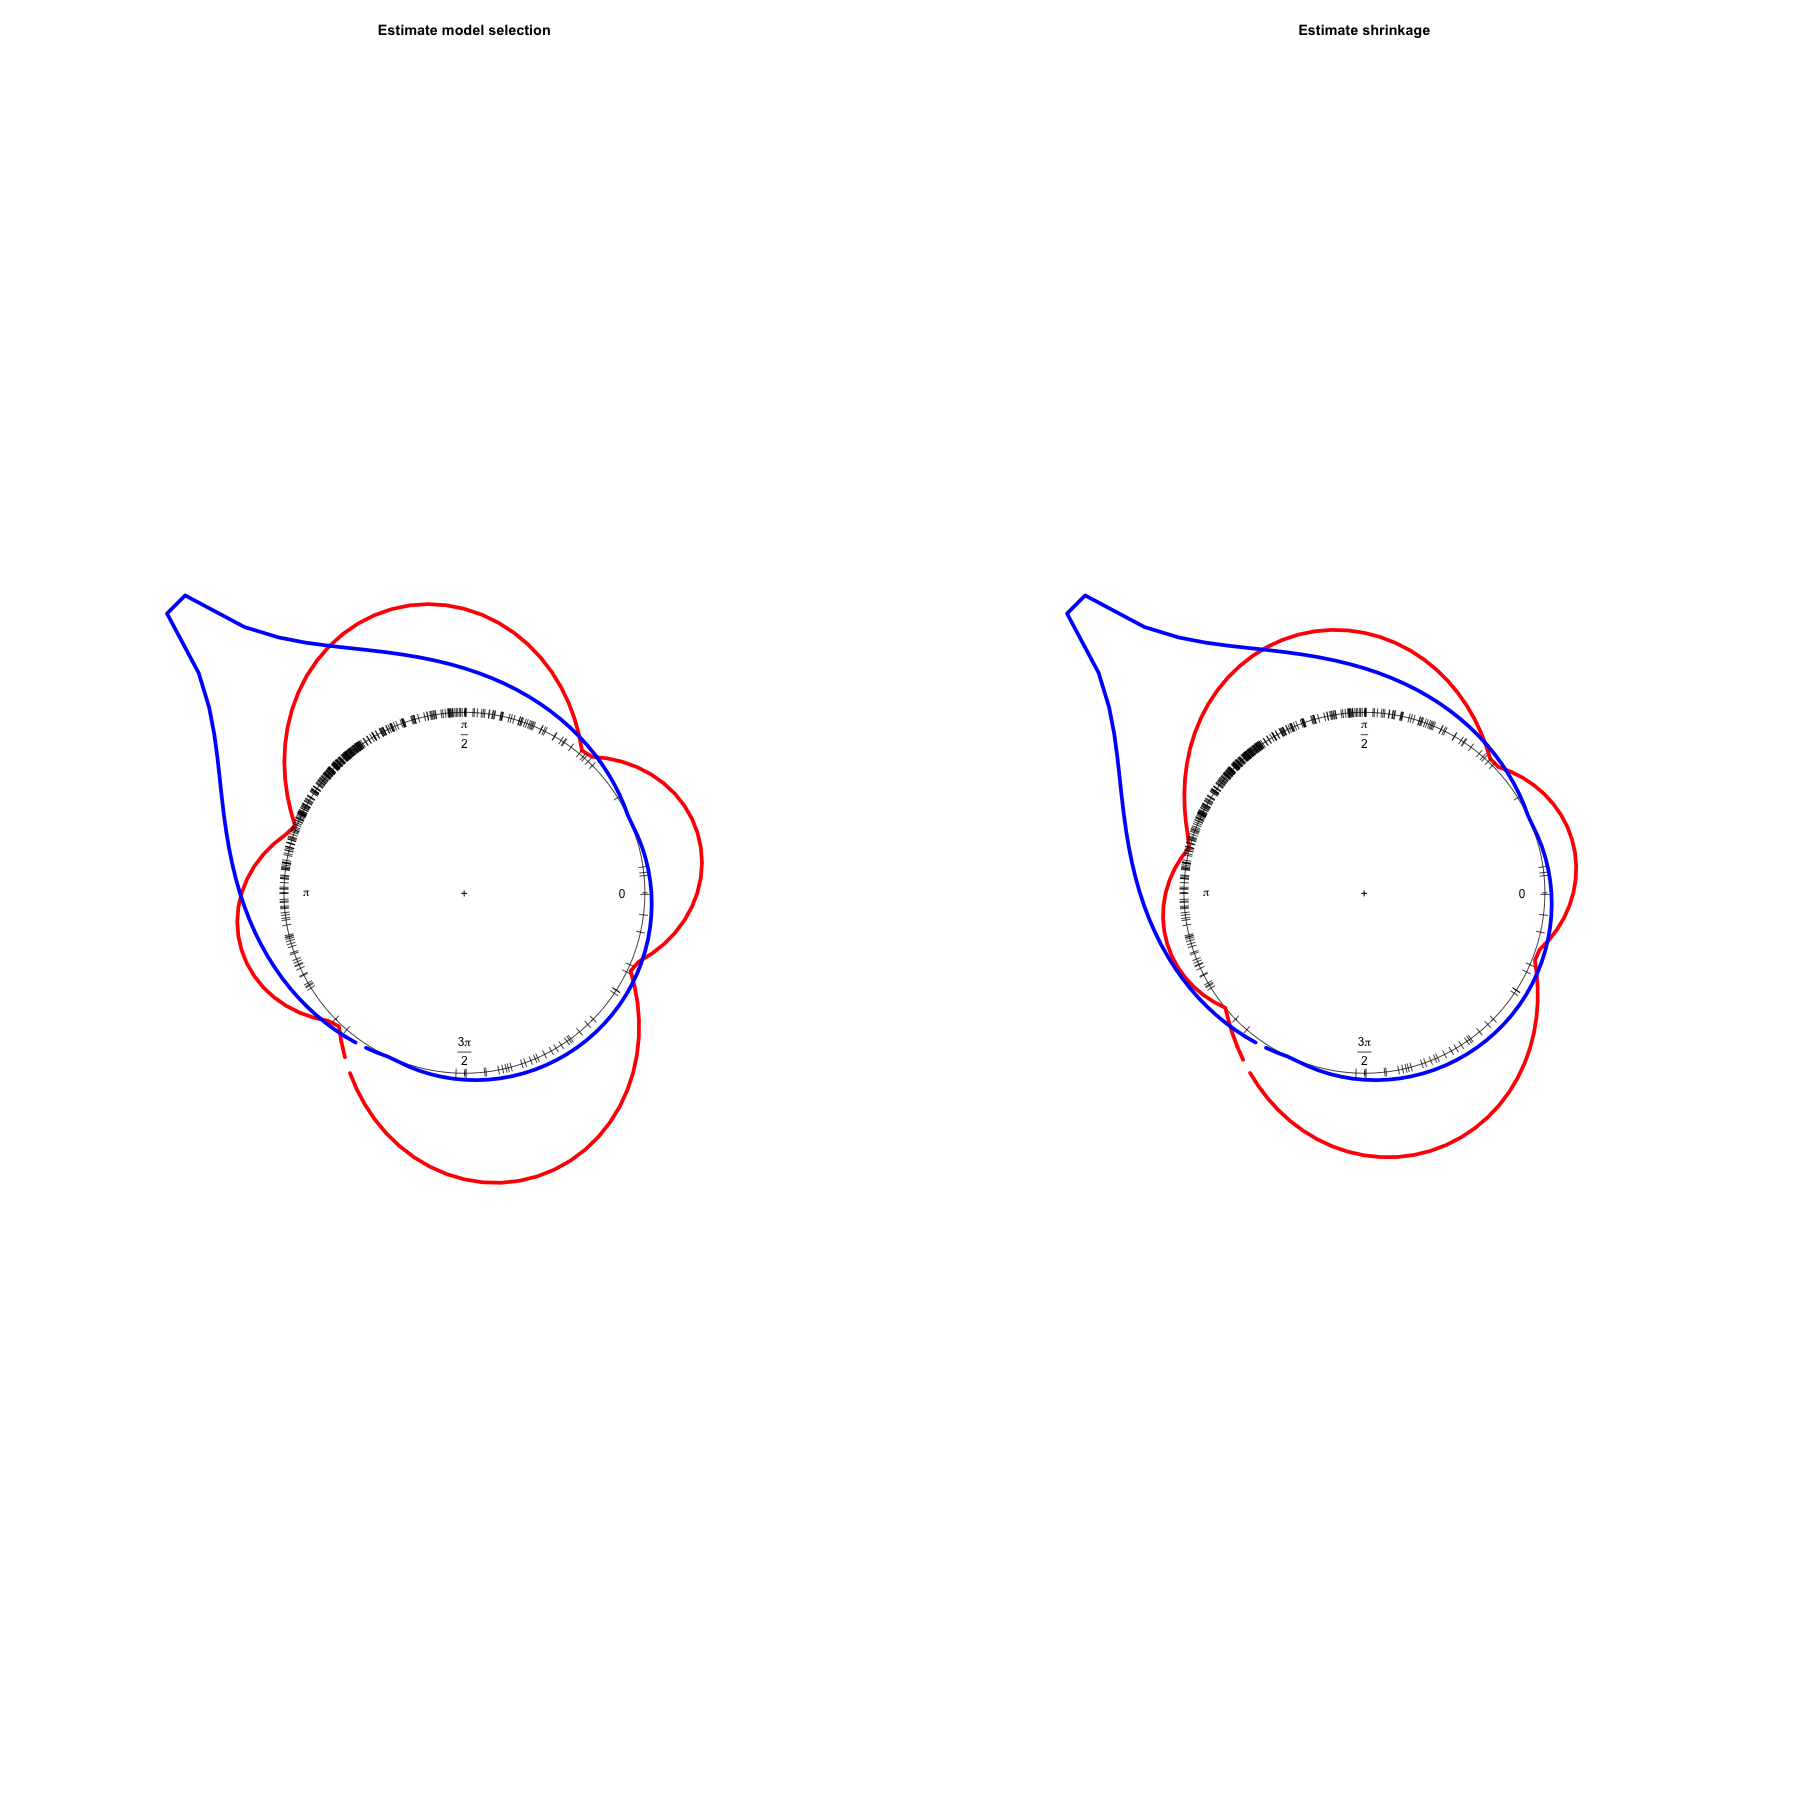 Estimate model selection
Estimate shrinkage
π
2
π
+
0
3π
2
π
2
π
+
0
3π
2